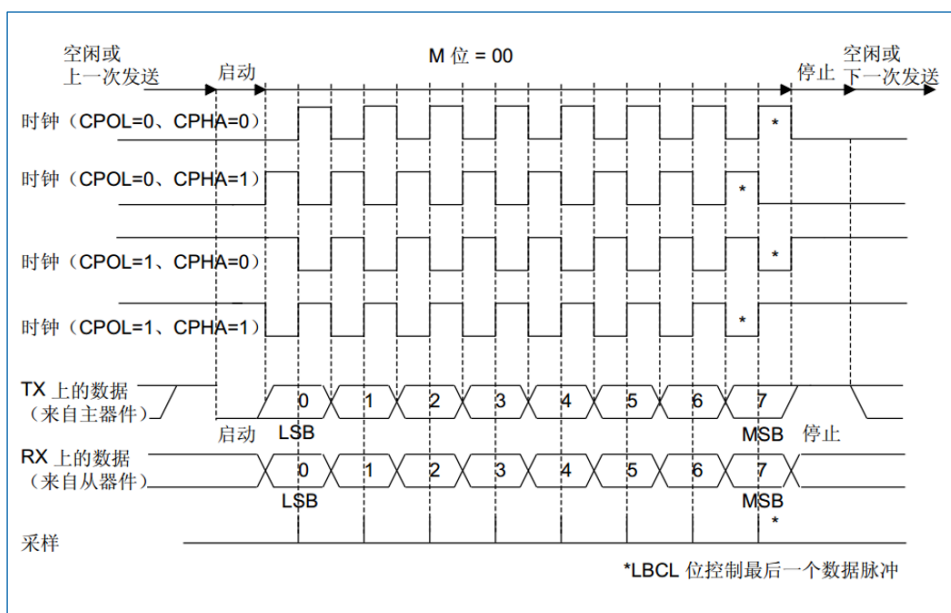 空闲或
上一次发送
启动
M 位 = 00
停止
空闲或
下一次发送
时钟（CPOL=0、CPHA=0）
*
时钟（CPOL=0、CPHA=1）
*
时钟（CPOL=1、CPHA=0）
*
时钟（CPOL=1、CPHA=1）
*
TX 上的数据
（来自主器件）
0 1 2 3 4 5 6 7
启动
LSB
MSB
停止
RX 上的数据
（来自从器件）
0 1 2 3 4 5 6 7
LSB
MSB
*
采样
*LBCL 位控制最后一个数据脉冲